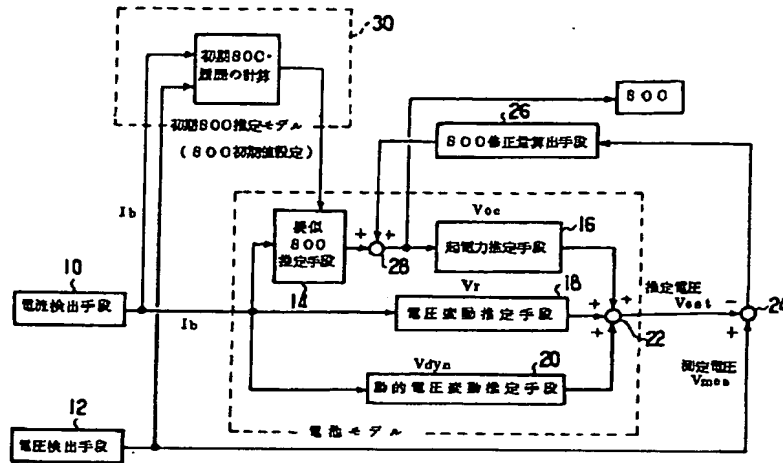 30
初期SOC・
履歴の計算
初期SOC推定モデル
(SOC初期値設定)
SOC
26
SOC修正量算出手段
Ib
Voc
疑似
SOC
推定手段
14
+
+
28
起電力推定手段
16
10
電流検出手段
Ib
Vr
18
電圧変動推定手段
+
+
+
22
推定電圧
Vest
-
+
24
Vdyn
20
動的電圧変動推定手段
測定電圧
Vmes
12
電圧検出手段
電池モデル